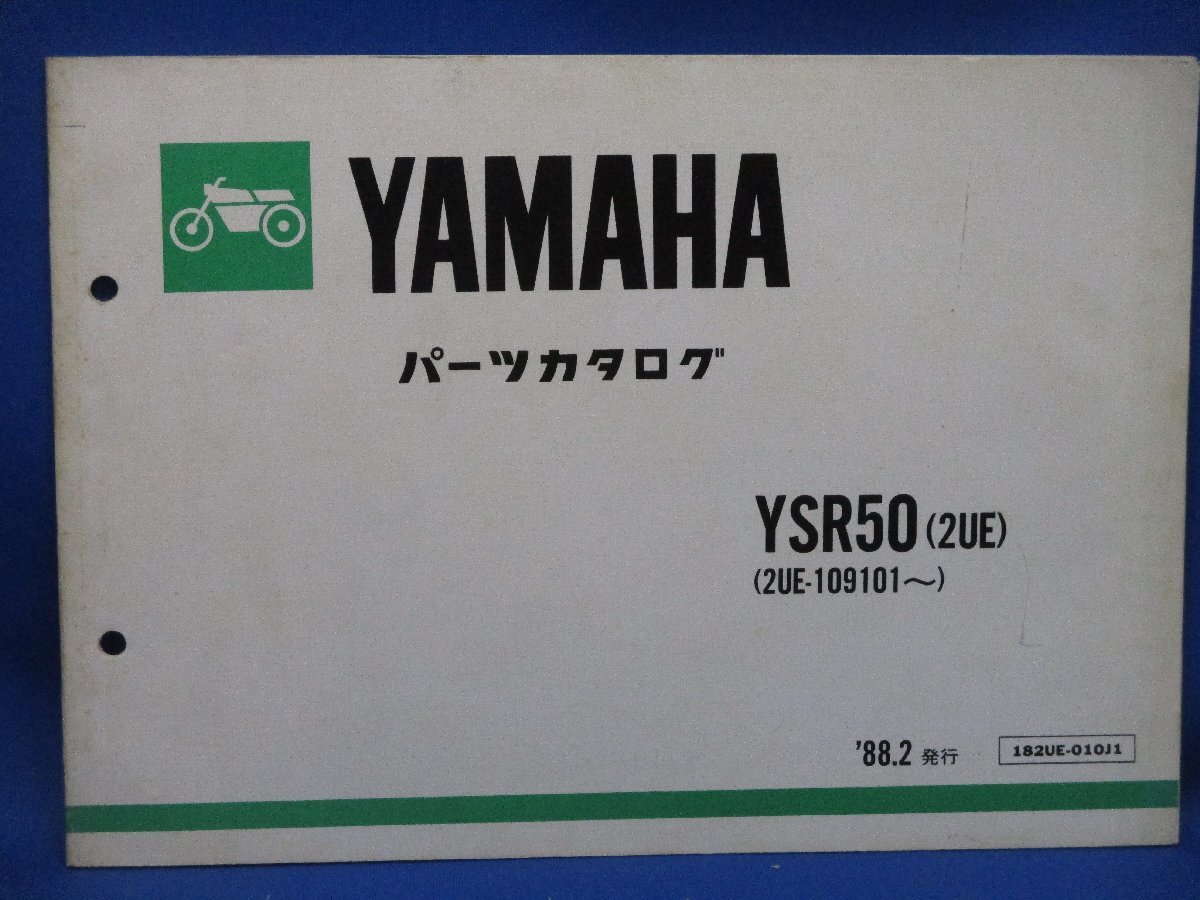 YAMAHA
パーツカタログ
YSR50 (2UE)
(2UE-109101〜)
'88.2 発行
182UE-010J1